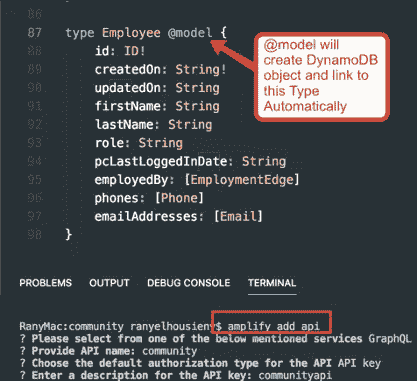 86
87 type Employee @model {
88 id: ID!
89 createdOn: String!
90 updatedOn: String
91 firstName: String
92 lastName: String
93 role: String
94 pcLastLoggedInDate: String
95 employedBy: [EmploymentEdge]
96 phones: [Phone]
97 emailAddresses: [Email]
98 }
@model will
create DynamoDB
object and link to
this Type
Automatically
PROBLEMS OUTPUT DEBUG CONSOLE TERMINAL
RanyMac:community ranyelhousieny$ amplify add api
? Please select from one of the below mentioned services GraphQL
? Provide API name: community
? Choose the default authorization type for the API API key
? Enter a description for the API key: communityapi